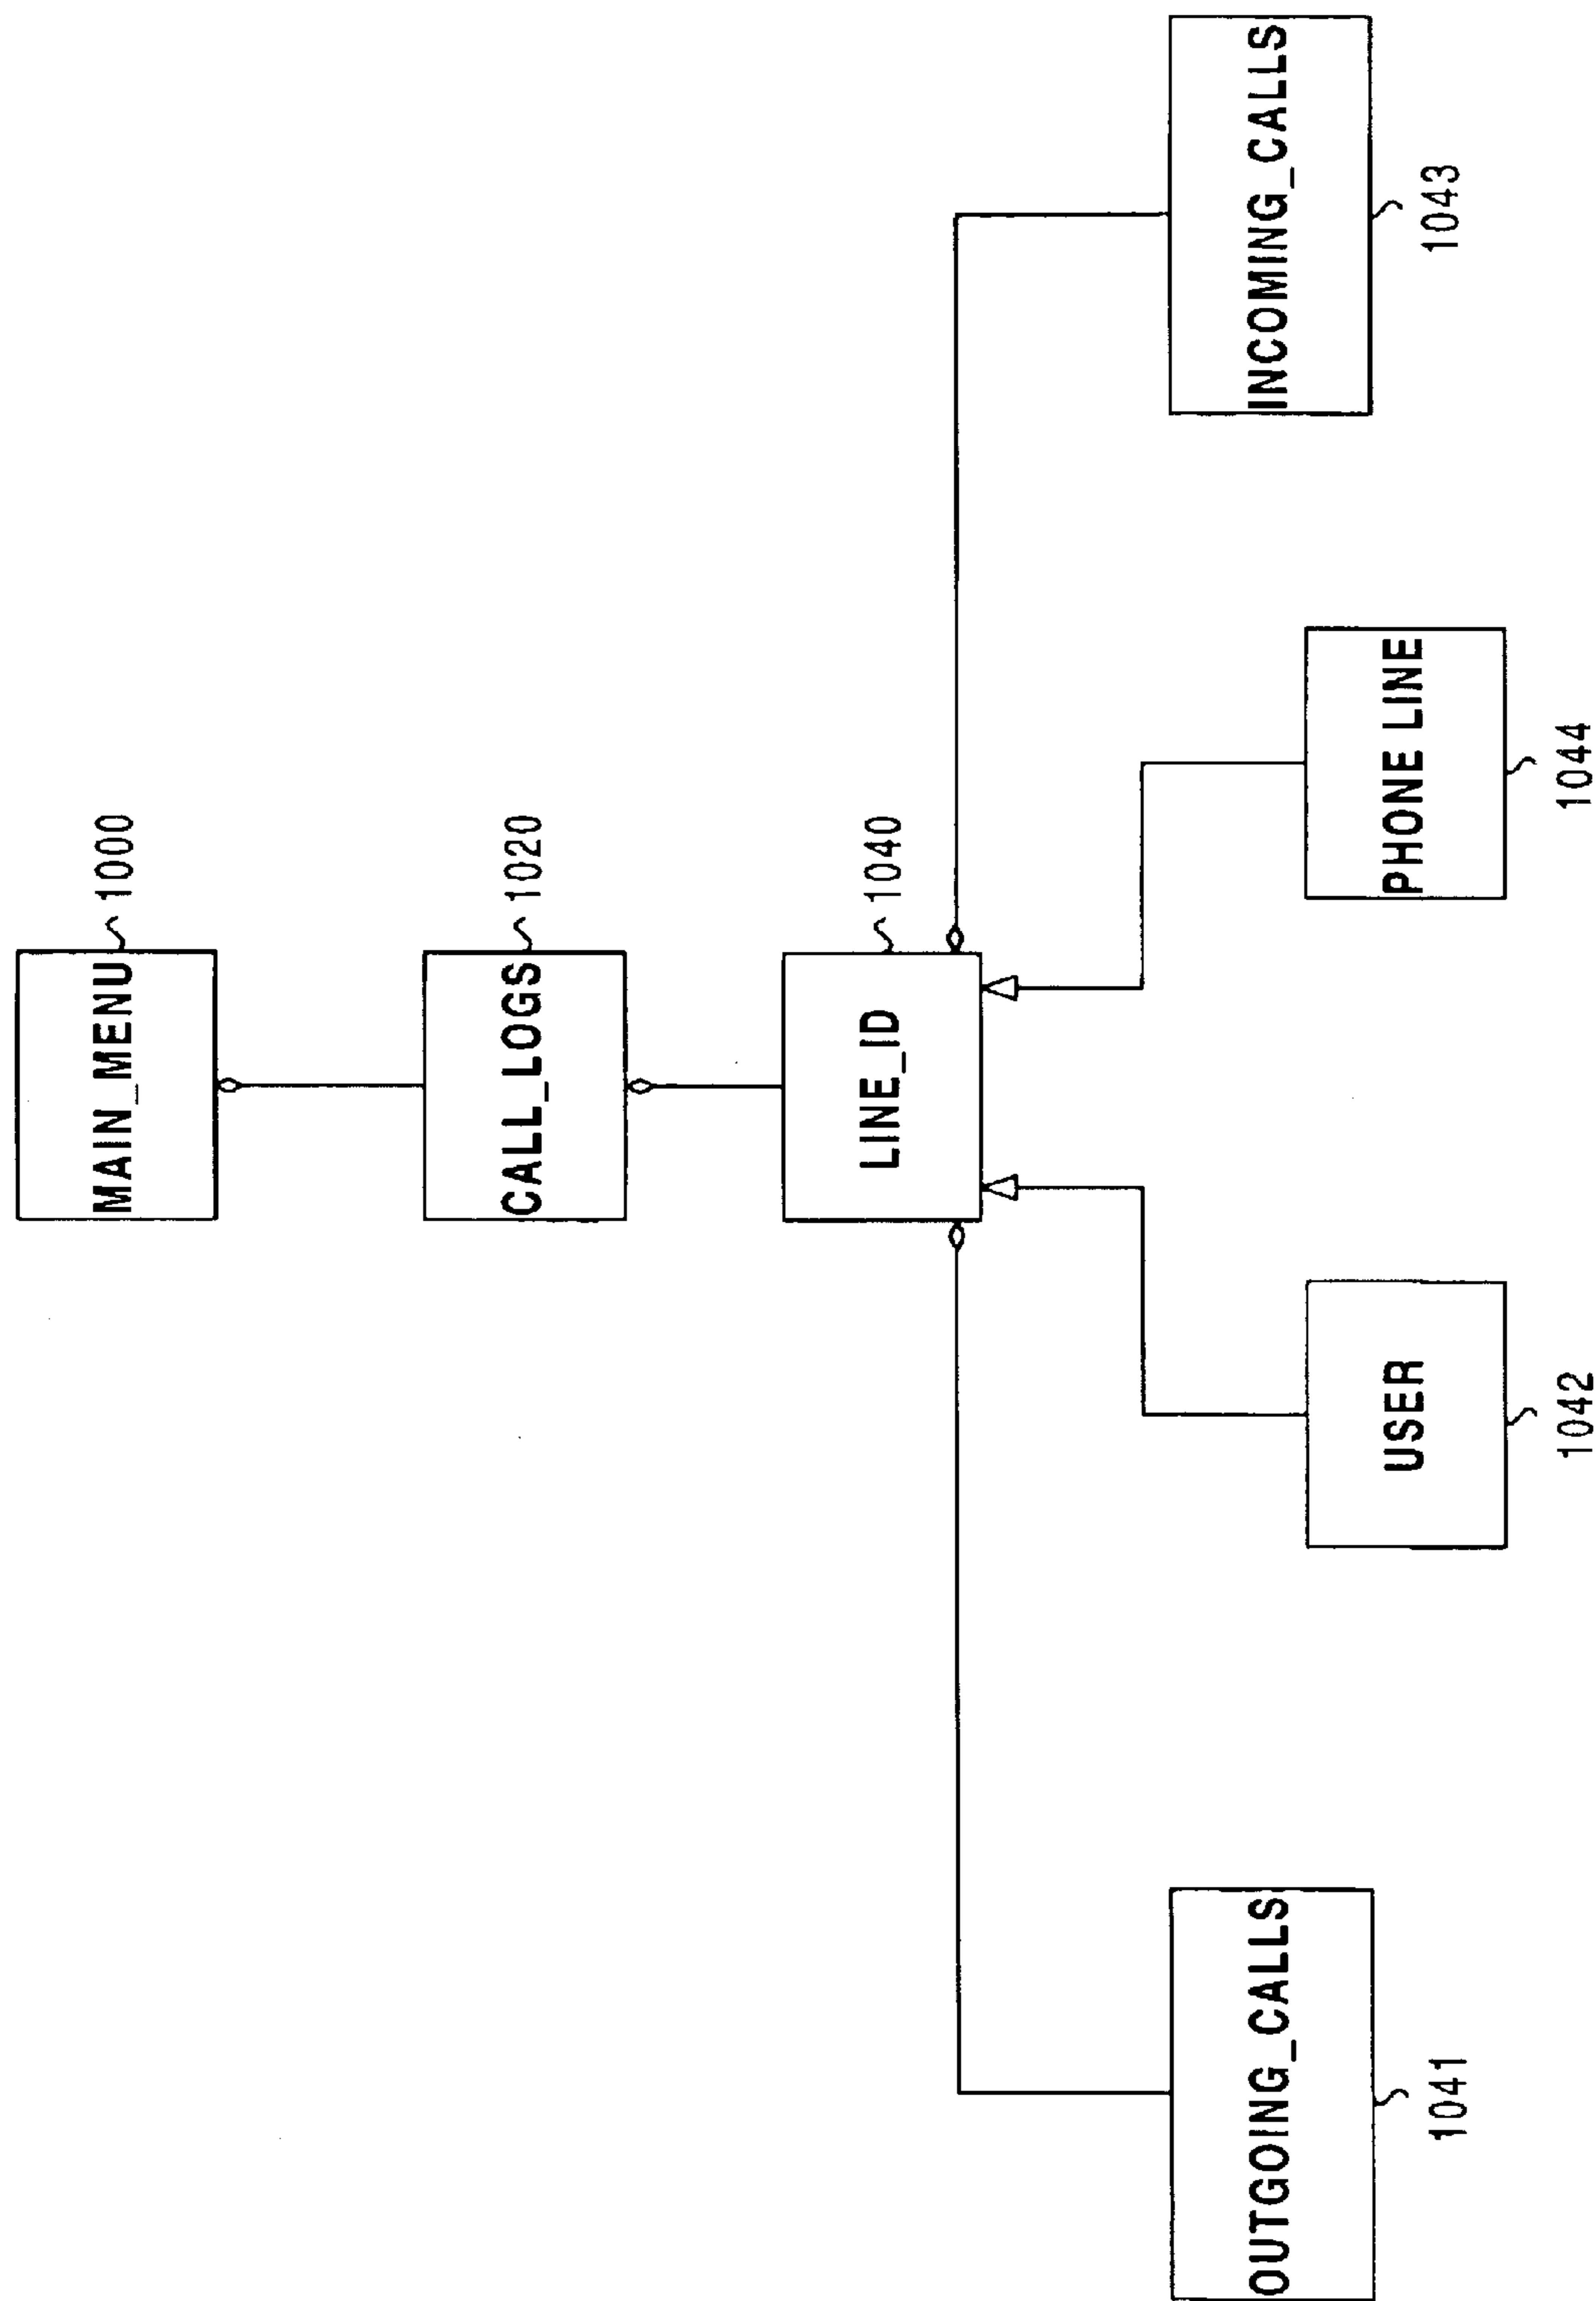 MAIN_MENU
1000
CALL_LOGS
1020
LINE_ID
1040
OUTGOING_CALLS
1041
USER
1042
PHONE LINE
1044
INCOMING_CALLS
1043